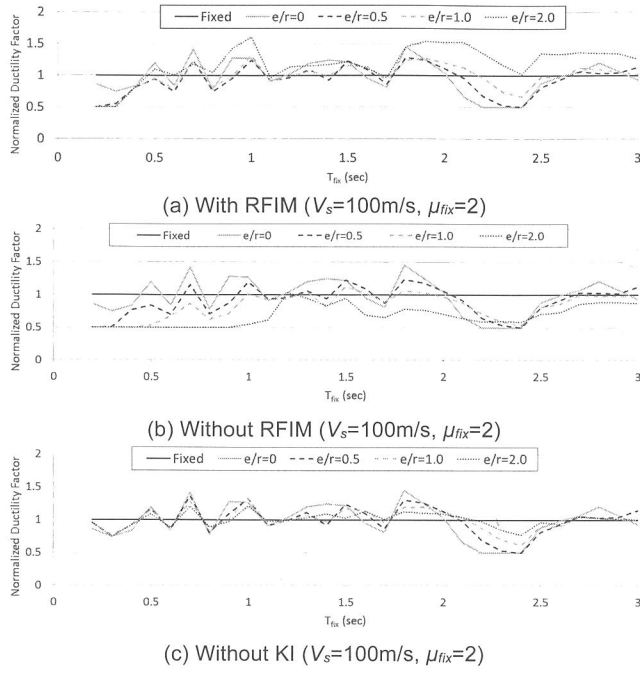 Fixed e/r=0 e/r=0.5 e/r=1.0 e/r=2.0
Normalized Ductility Factor
2
1.5
1
0.5
0
0 0.5 1 1.5 2 2.5 3
Tfix (sec)
(a) With RFIM (Vs=100m/s, μfix=2)
Fixed e/r=0 e/r=0.5 e/r=1.0 e/r=2.0
Normalized Ductility Factor
2
1.5
1
0.5
0
0 0.5 1 1.5 2 2.5 3
Tfix (sec)
(b) Without RFIM (Vs=100m/s, μfix=2)
Fixed e/r=0 e/r=0.5 e/r=1.0 e/r=2.0
Normalized Ductility Factor
2
1.5
1
0.5
0
0 0.5 1 1.5 2 2.5 3
Tfix (sec)
(c) Without KI (Vs=100m/s, μfix=2)